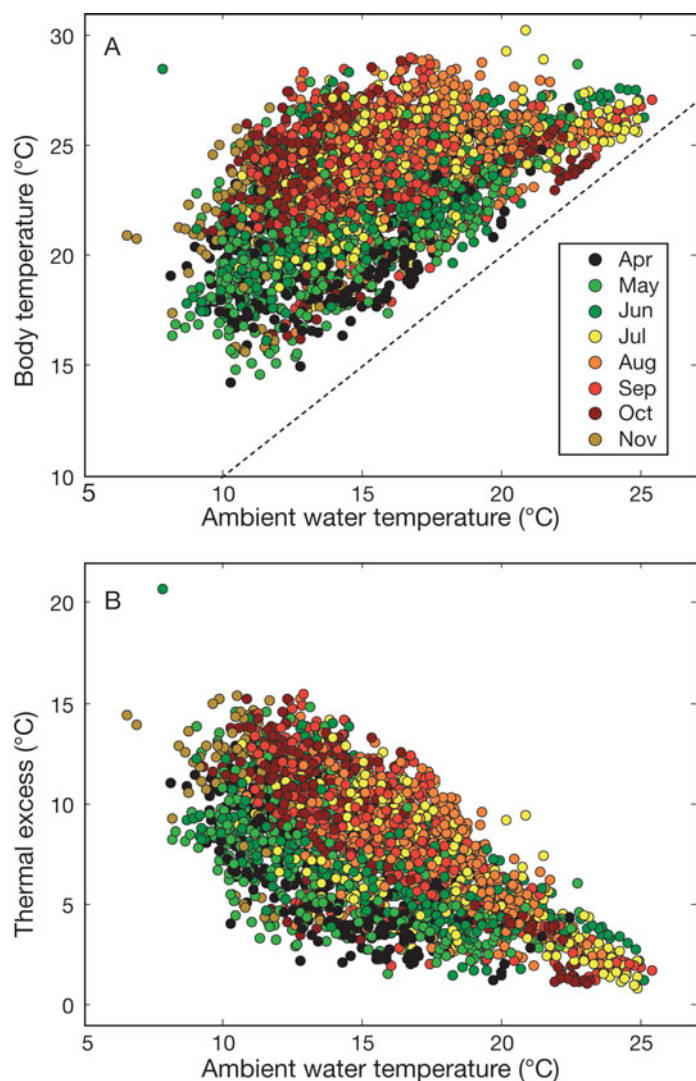 A
30
25
20
15
10
Body temperature (°C)
Apr
May
Jun
Jul
Aug
Sep
Oct
Nov
5
10
15
20
25
Ambient water temperature (°C)
B
20
15
10
5
0
Thermal excess (°C)
5
10
15
20
25
Ambient water temperature (°C)